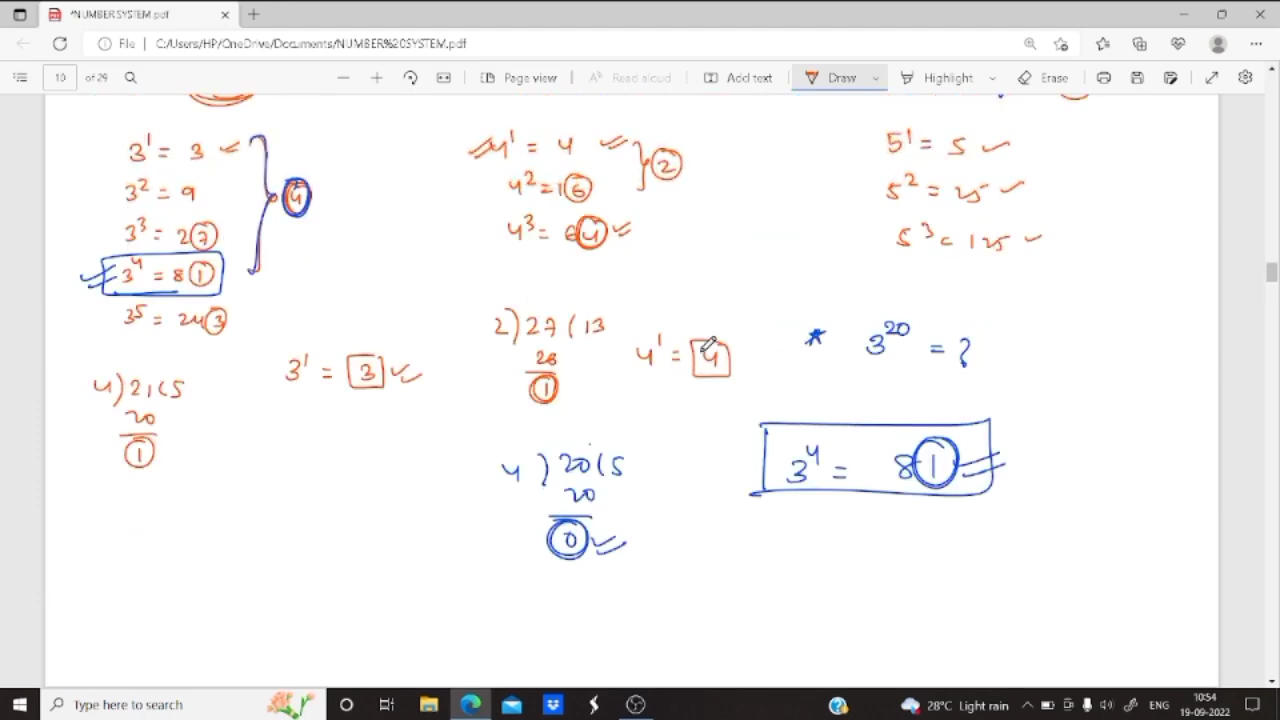 *NUMBER SYSTEM.pdf
File C:/Users/HP/OneDrive/Documents/NUMBER%20SYSTEM.pdf
10 of 29 Page view Read aloud Add text Draw Highlight Erase
3¹ = 3
3² = 9
3³ = 27
3⁴ = 81
3⁵ = 243
4
4¹ = 4
4² = 16
4³ = 64
2
5¹ = 5
5² = 25
5³ = 125
4)21(5
20
1
3¹ = 3
2)27(13
26
1
4¹ = 4
* 3²⁰ = ?
4)20(5
20
0
3⁴ = 81
Type here to search
28°C Light rain
ENG
10:54
19-09-2022